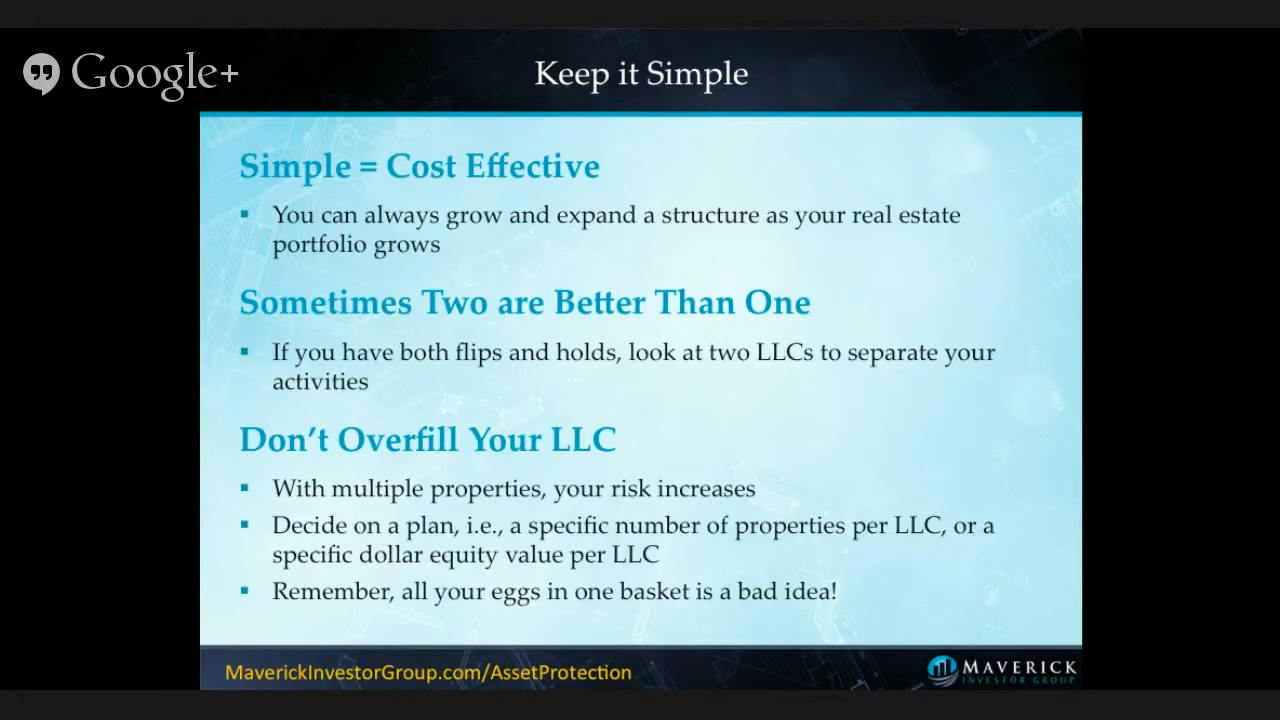 Google+
Keep it Simple
Simple = Cost Effective
▪ You can always grow and expand a structure as your real estate
portfolio grows
Sometimes Two are Better Than One
▪ If you have both flips and holds, look at two LLCs to separate your
activities
Don’t Overfill Your LLC
▪ With multiple properties, your risk increases
▪ Decide on a plan, i.e., a specific number of properties per LLC, or a
specific dollar equity value per LLC
▪ Remember, all your eggs in one basket is a bad idea!
MaverickInvestorGroup.com/AssetProtection
MAVERICK
INVESTOR GROUP